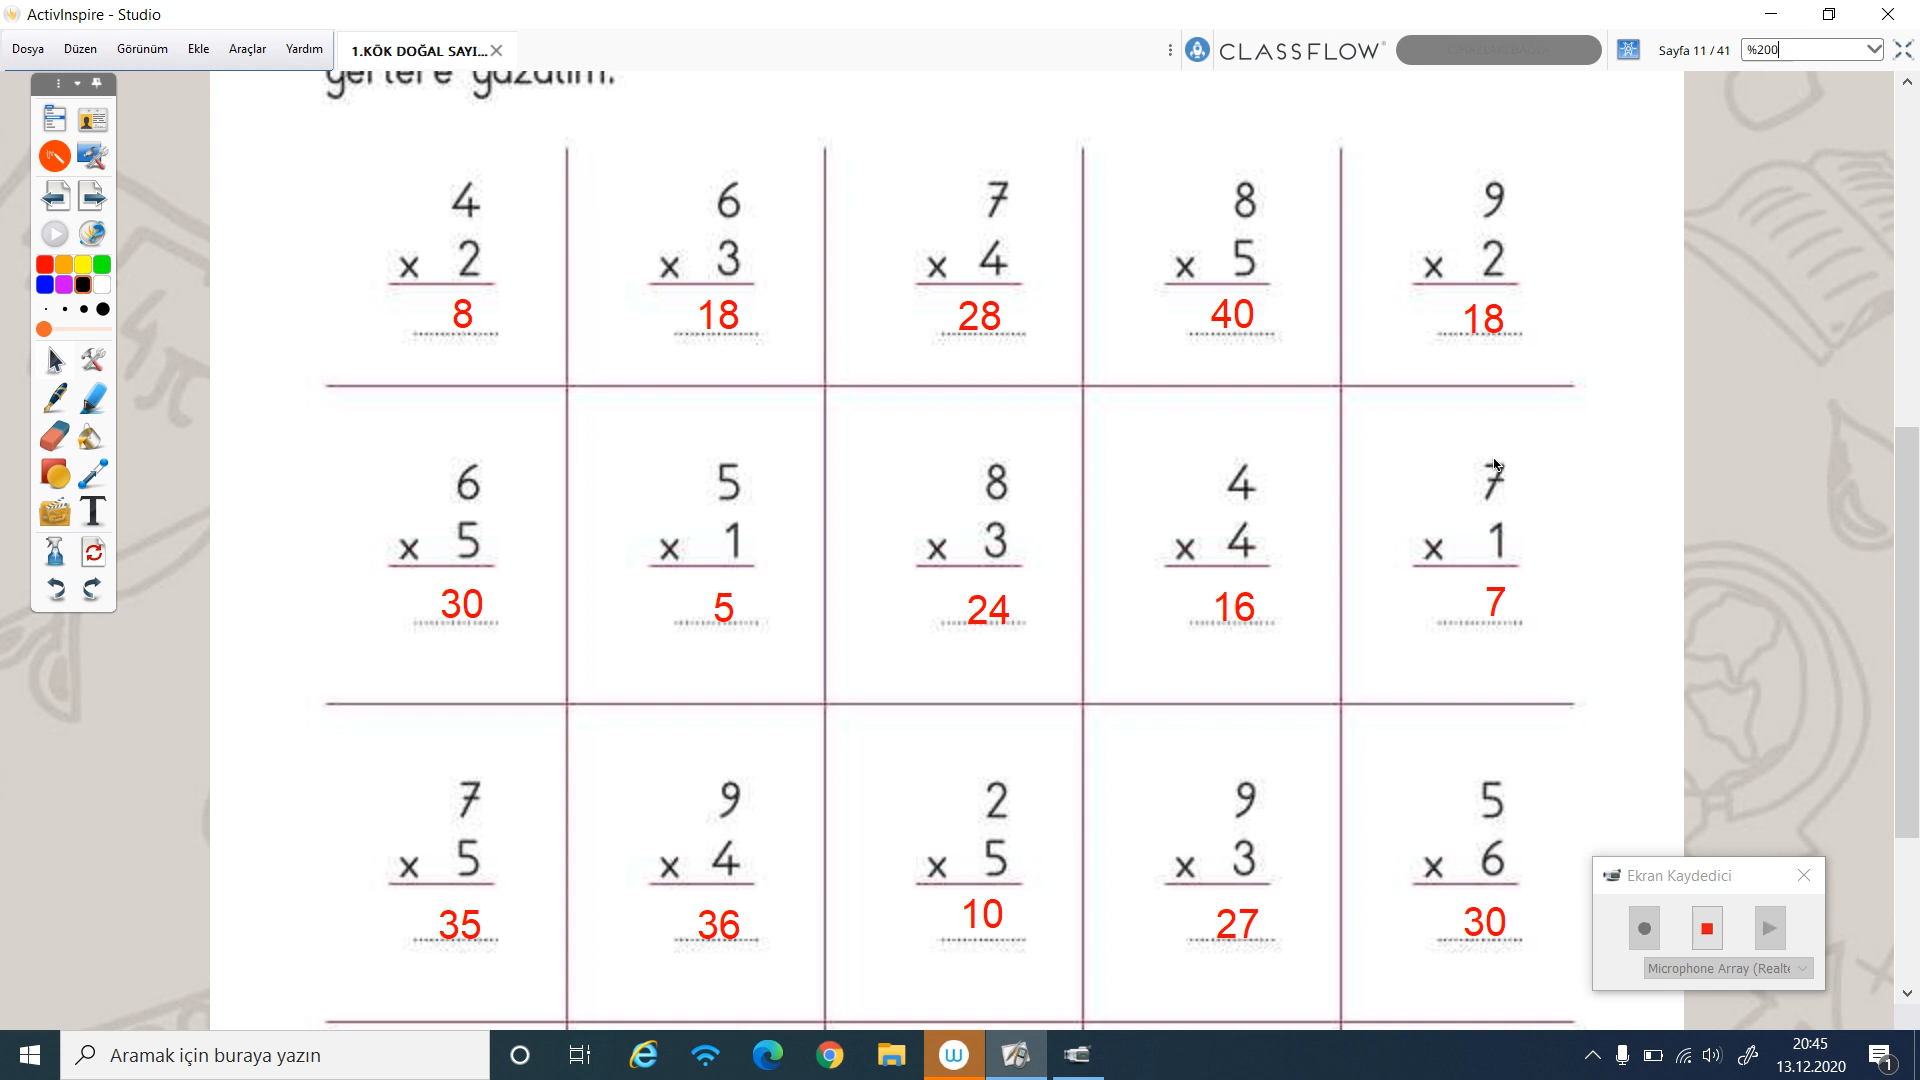 ActivInspire - Studio
Dosya Düzen Görünüm Ekle Araçlar Yardım 1.KÖK DOĞAL SAYI... CLASSFLOW Sayfa 11 / 41 %200
yerlere yazalım.
4 6 7 8 9
x 2 x 3 x 4 x 5 x 2
8 18 28 40 18
6 5 8 4 7
x 5 x 1 x 3 x 4 x 1
30 5 24 16 7
7 9 2 9 5
x 5 x 4 x 5 x 3 x 6
35 36 10 27 30
Ekran Kaydedici
Microphone Array (Realte
Aramak için buraya yazın
20:45
13.12.2020
1